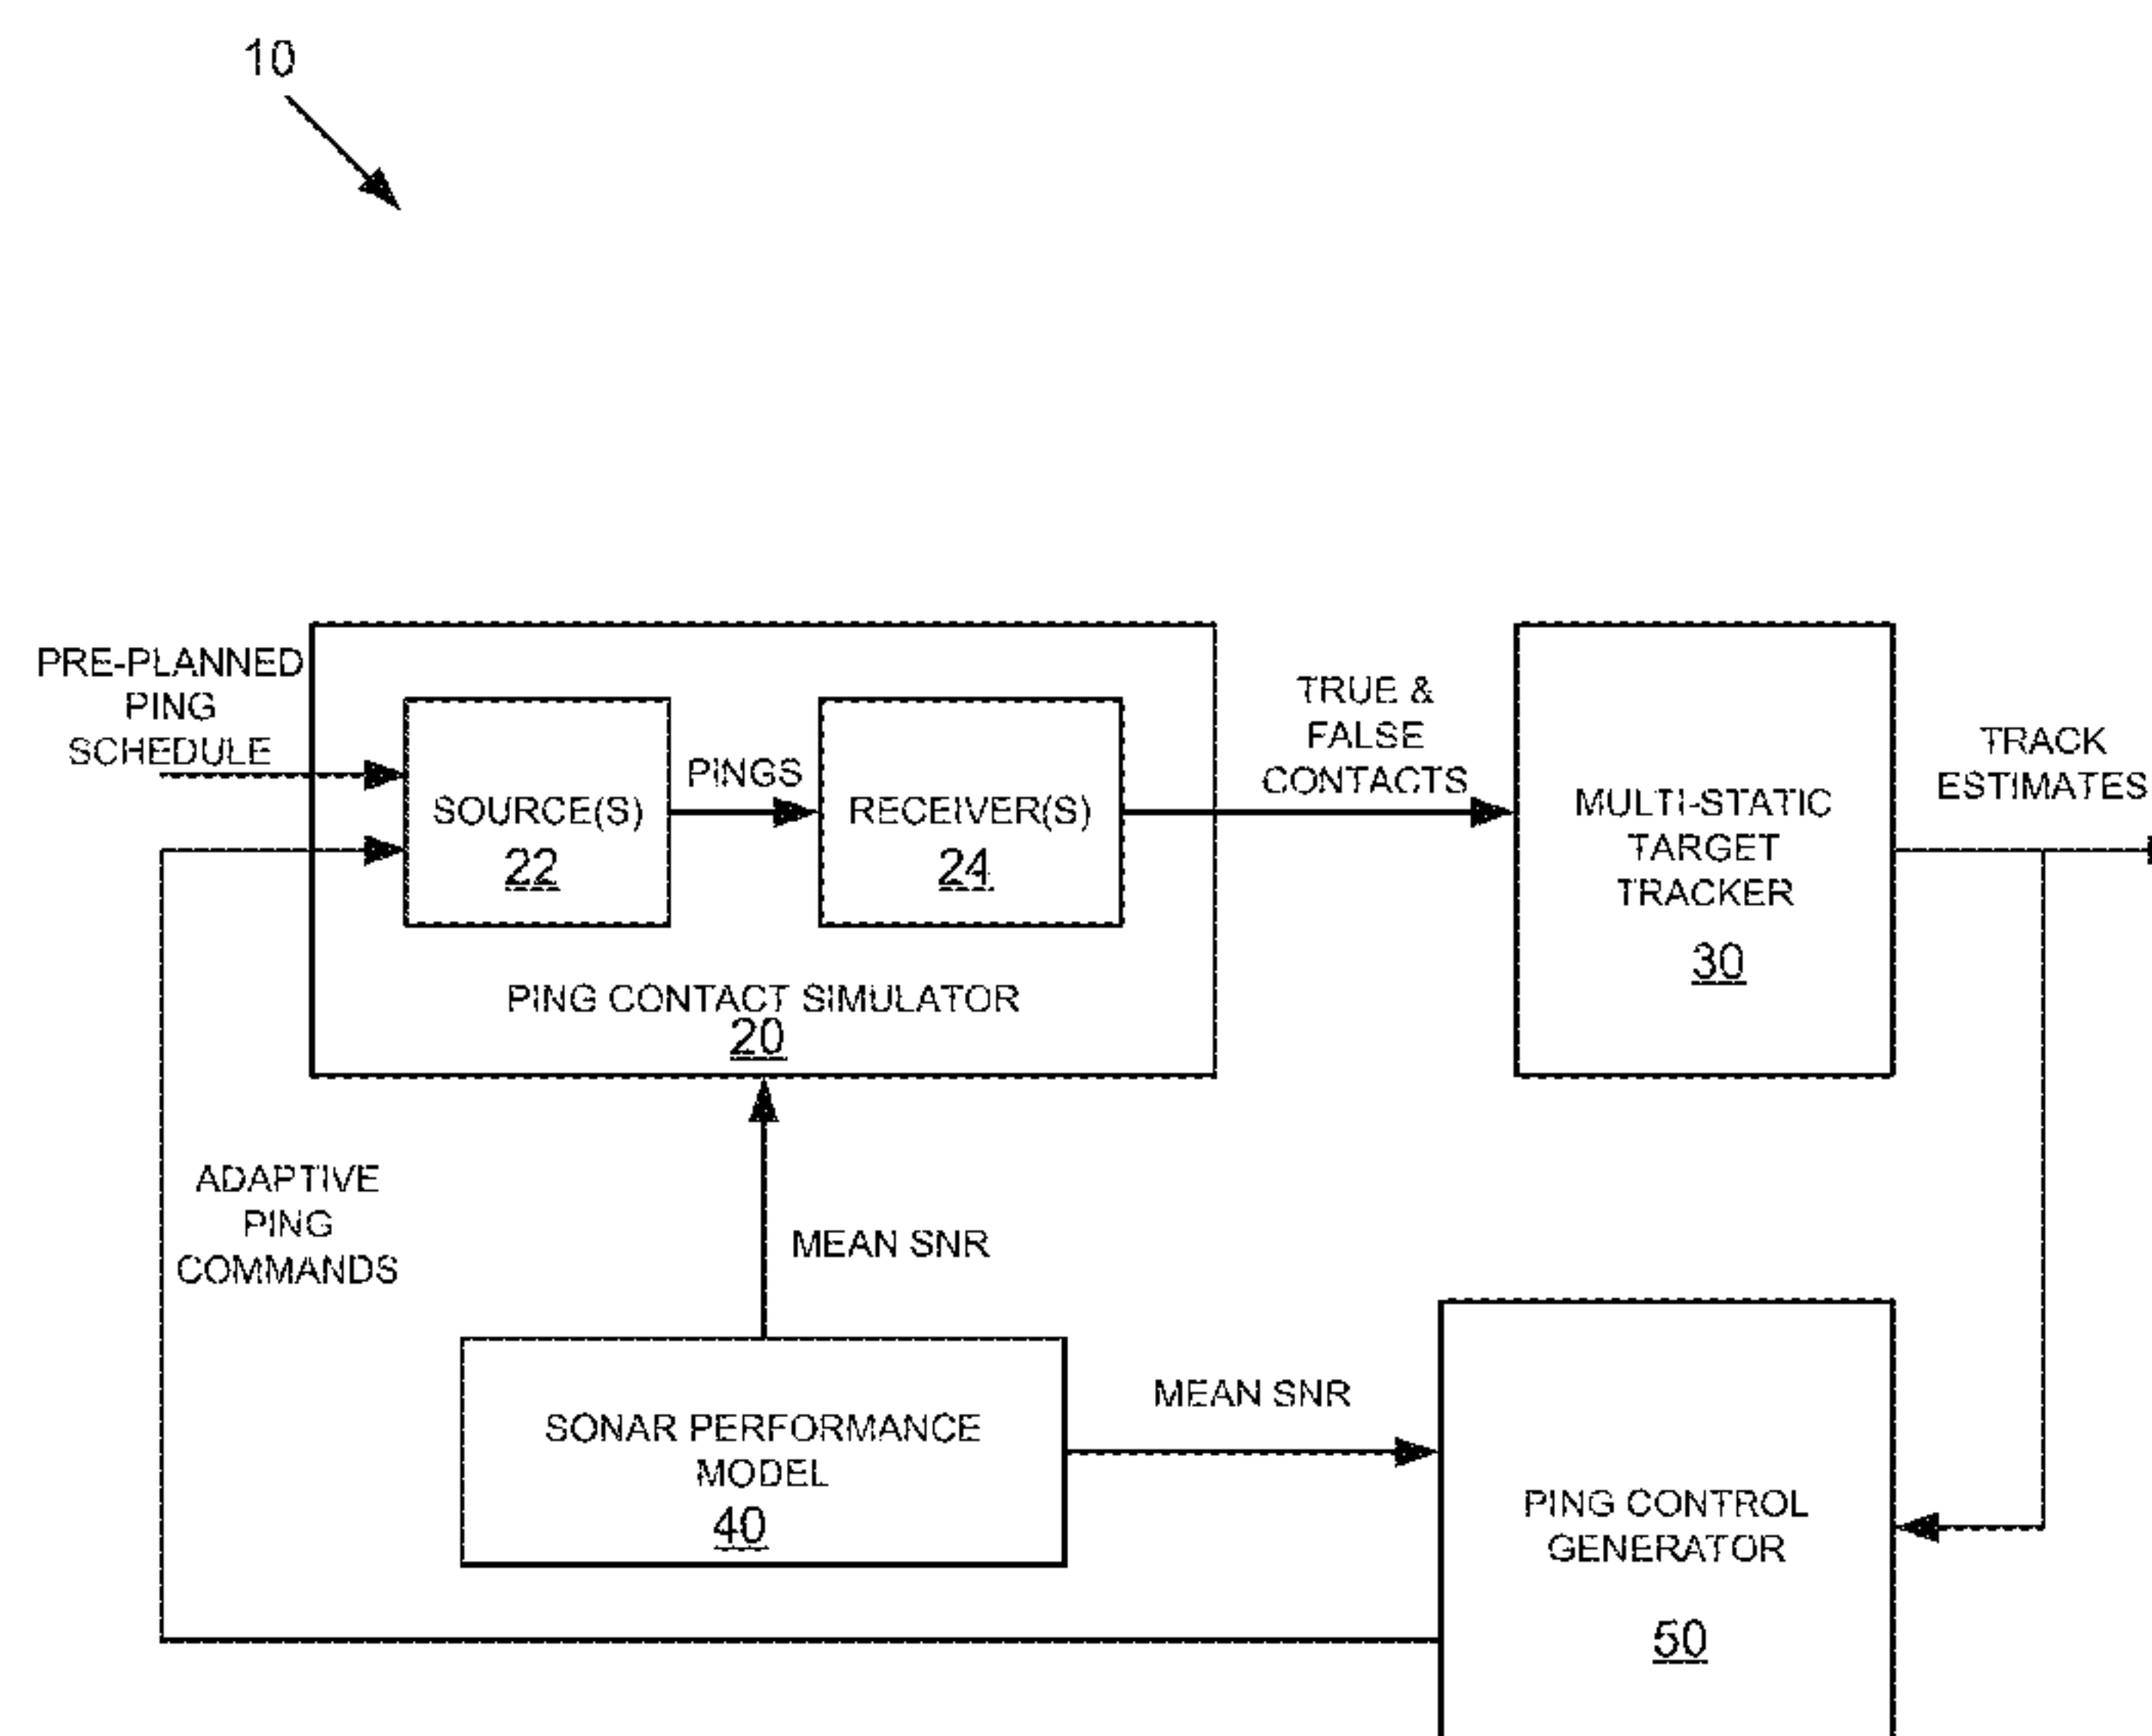 10
PRE-PLANNED
PING
SCHEDULE
SOURCE(S)
22
PINGS
RECEIVER(S)
24
PING CONTACT SIMULATOR
20
TRUE &
FALSE
CONTACTS
MULTI-STATIC
TARGET
TRACKER
30
TRACK
ESTIMATES
ADAPTIVE
PING
COMMANDS
MEAN SNR
SONAR PERFORMANCE
MODEL
40
MEAN SNR
PING CONTROL
GENERATOR
50